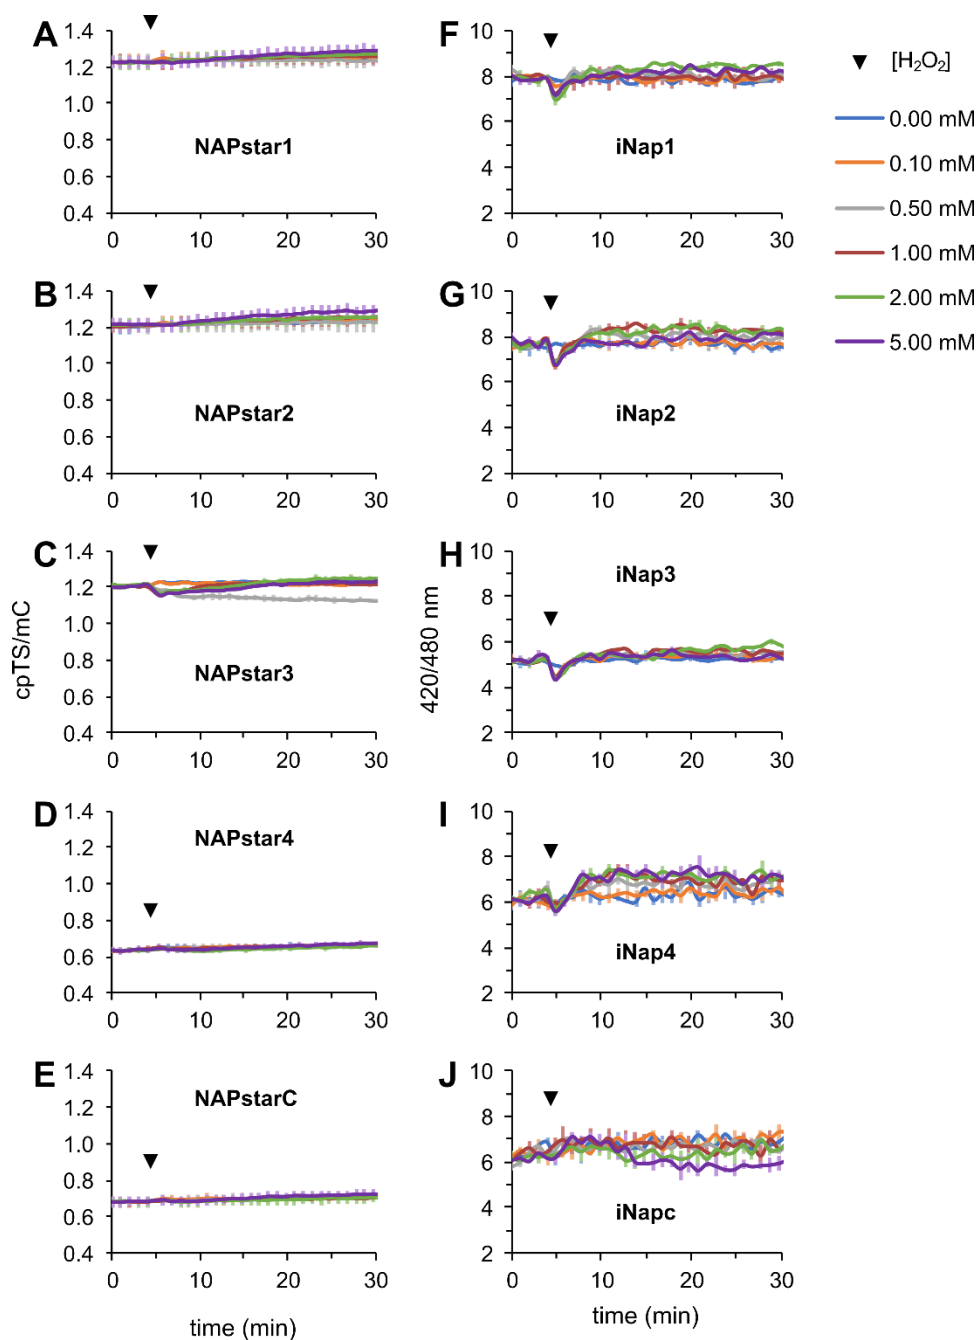 A
1.4
1.2
1.0
0.8
0.6
0.4
0 10 20 30
NAPstar1
B
1.4
1.2
1.0
0.8
0.6
0.4
0 10 20 30
NAPstar2
C
1.4
1.2
1.0
0.8
0.6
0.4
0 10 20 30
NAPstar3
cpTS/mC
D
1.4
1.2
1.0
0.8
0.6
0.4
0 10 20 30
NAPstar4
E
1.4
1.2
1.0
0.8
0.6
0.4
0 10 20 30
NAPstarC
time (min)
F
10
8
6
4
2
0 10 20 30
iNap1
G
10
8
6
4
2
0 10 20 30
iNap2
H
10
8
6
4
2
0 10 20 30
iNap3
420/480 nm
I
10
8
6
4
2
0 10 20 30
iNap4
J
10
8
6
4
2
0 10 20 30
iNapc
time (min)
▼ [H₂O₂]
0.00 mM
0.10 mM
0.50 mM
1.00 mM
2.00 mM
5.00 mM